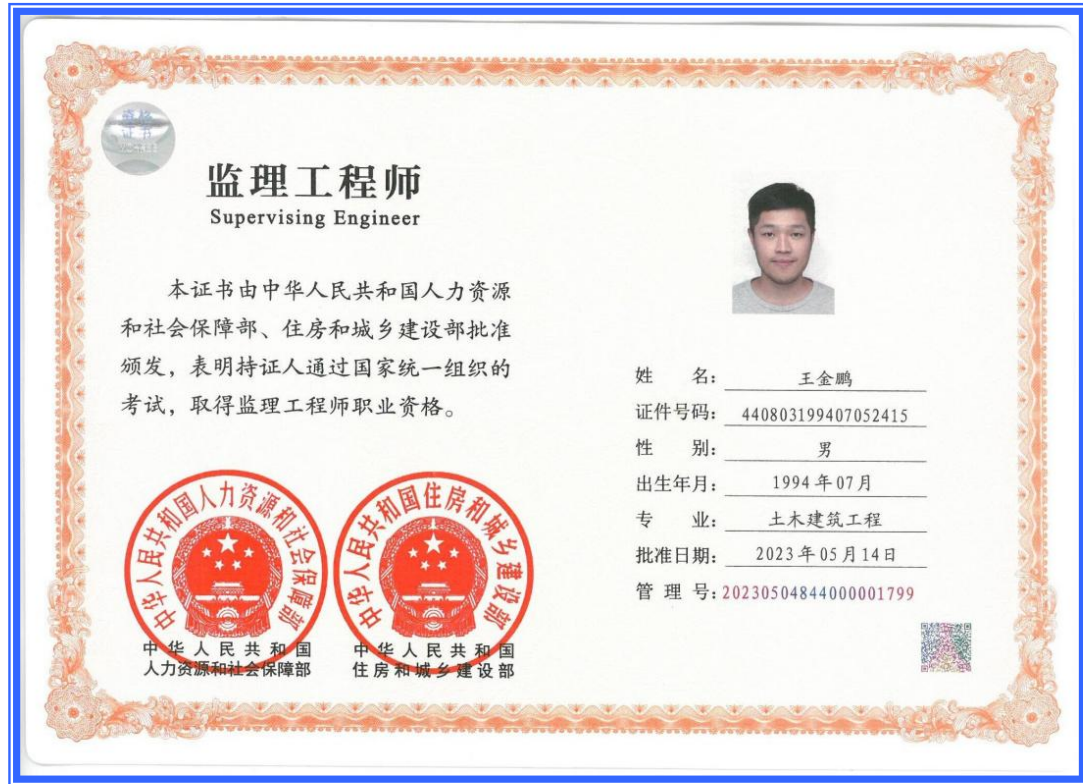 资格
证书
监理工程师
Supervising Engineer
本证书由中华人民共和国人力资源
和社会保障部、住房和城乡建设部批准
颁发，表明持证人通过国家统一组织的
考试，取得监理工程师职业资格。
中华人民共和国人力资源和社会保障部
中华人民共和国
人力资源和社会保障部
中华人民共和国住房和城乡建设部
中华人民共和国
住房和城乡建设部
姓 名： 王金鹏
证件号码： 440803199407052415
性 别： 男
出生年月： 1994年07月
专 业： 土木建筑工程
批准日期： 2023年05月14日
管 理 号：20230504844000001799